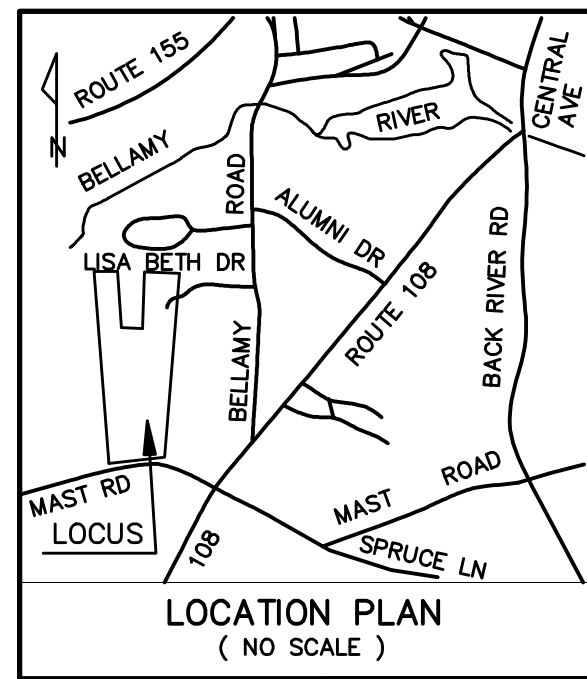 ROUTE 155
CENTRAL
AVE
RIVER
BELLAMY
ROAD
N
ALUMNI DR
LISA BETH DR
BACK RIVER RD
ROUTE 108
BELLAMY
MAST RD
MAST ROAD
LOCUS
108
SPRUCE LN
LOCATION PLAN
( NO SCALE )